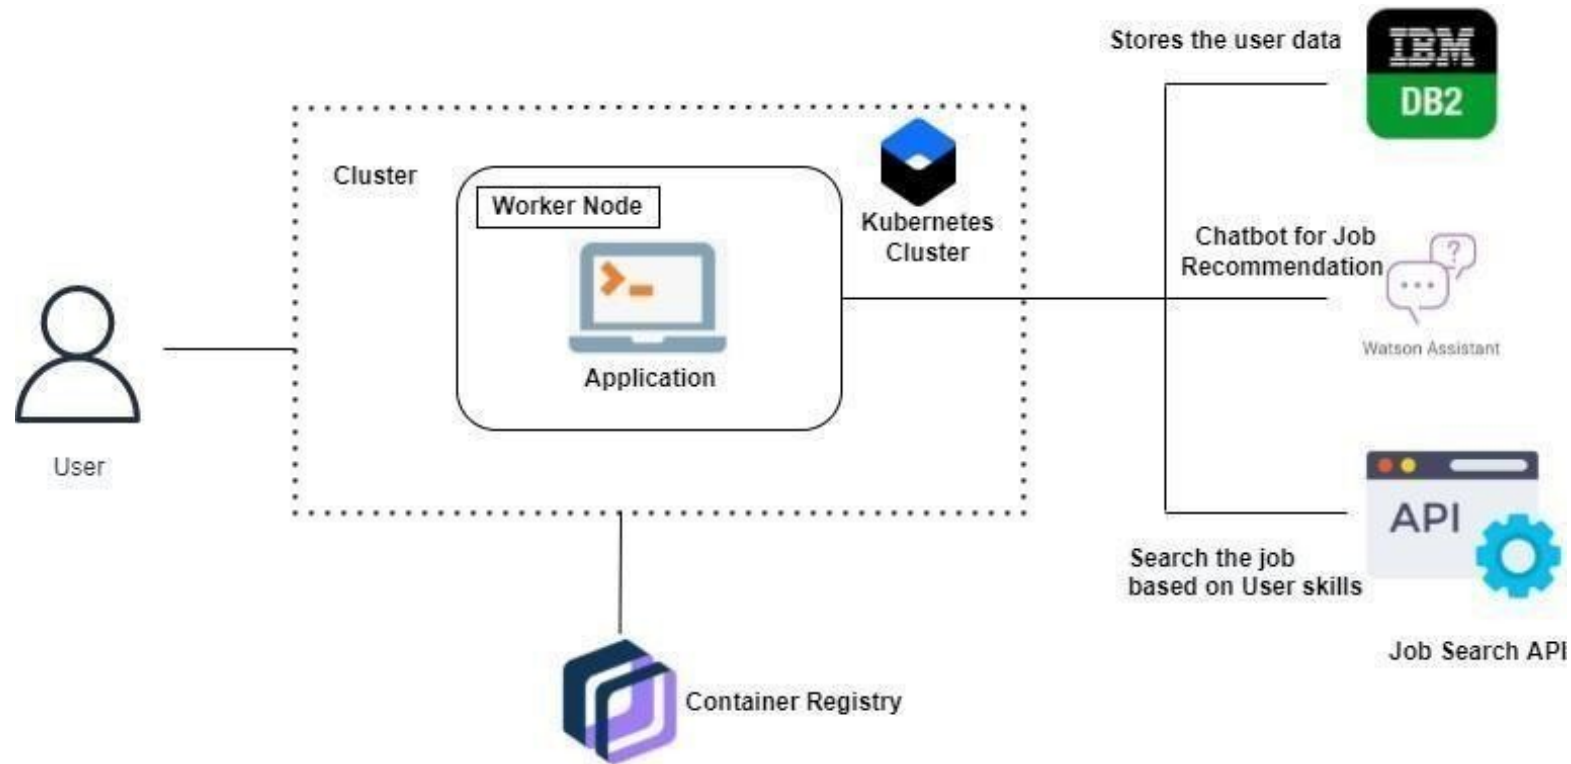 Stores the user data
IBM
DB2
Cluster
Worker Node
Kubernetes
Cluster
Application
Chatbot for Job
Recommendation
?
Watson Assistant
User
API
Search the job
based on User skills
Job Search API
Container Registry